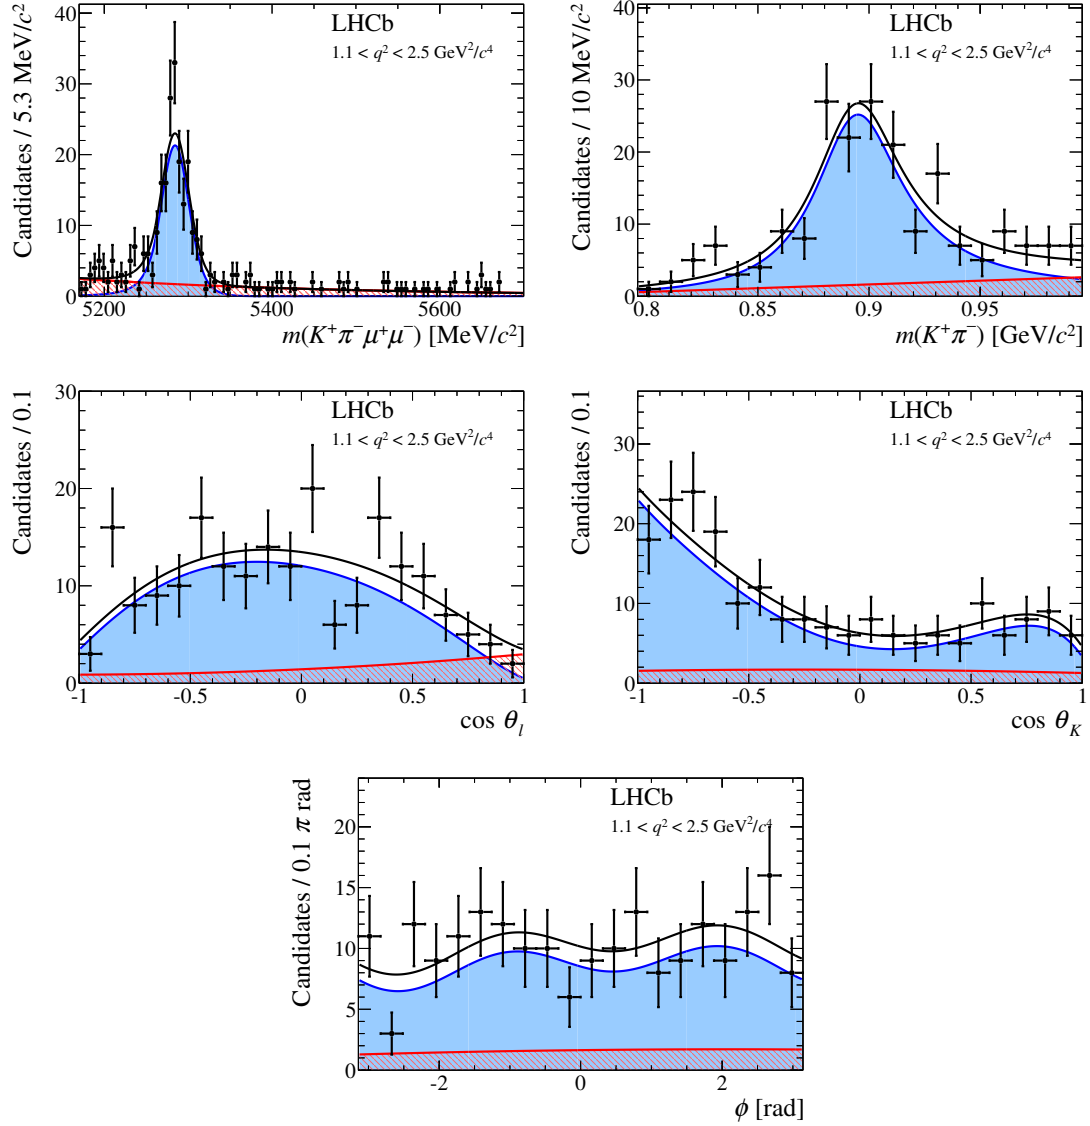 Candidates / 5.3 MeV/c²
40
30
20
10
0
LHCb
1.1 < q² < 2.5 GeV²/c⁴
5200 5400 5600
m(K⁺π⁻μ⁺μ⁻) [MeV/c²]
Candidates / 10 MeV/c²
40
30
20
10
0
LHCb
1.1 < q² < 2.5 GeV²/c⁴
0.8 0.85 0.9 0.95
m(K⁺π⁻) [GeV/c²]
Candidates / 0.1
30
20
10
0
LHCb
1.1 < q² < 2.5 GeV²/c⁴
-1 -0.5 0 0.5 1
cos θ_l
Candidates / 0.1
30
20
10
0
LHCb
1.1 < q² < 2.5 GeV²/c⁴
-1 -0.5 0 0.5 1
cos θ_K
Candidates / 0.1 π rad
20
15
10
5
0
LHCb
1.1 < q² < 2.5 GeV²/c⁴
-2 0 2
ϕ [rad]